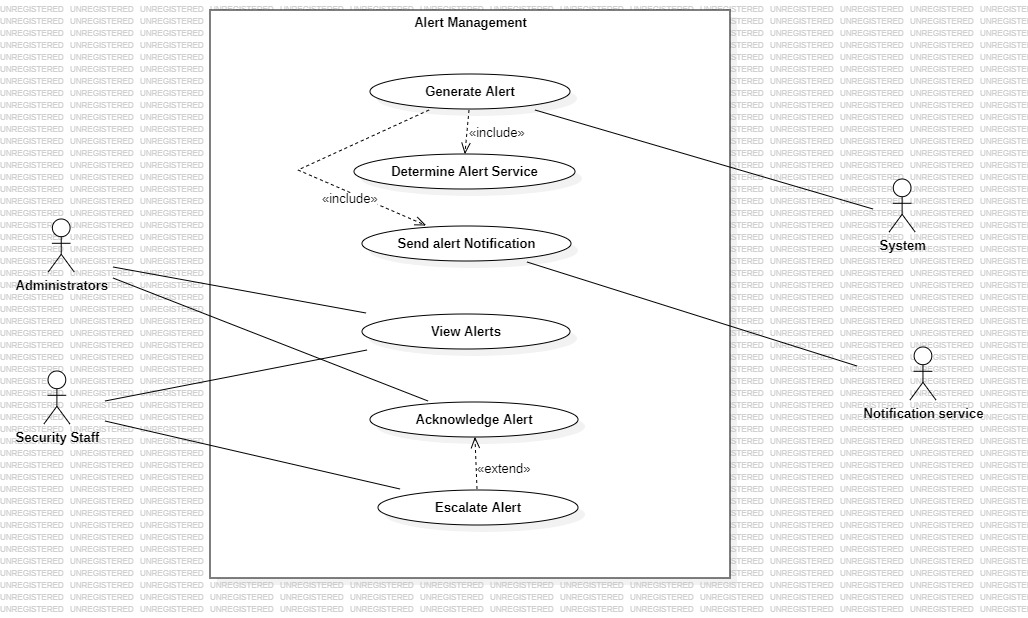 Alert Management
Generate Alert
«include»
Determine Alert Service
«include»
Send alert Notification
System
Administrators
View Alerts
Security Staff
Acknowledge Alert
Notification service
«extend»
Escalate Alert
UNREGISTERED